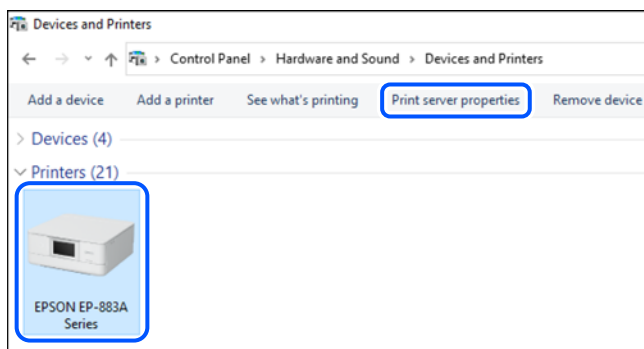 Devices and Printers
Control Panel > Hardware and Sound > Devices and Printers
Add a device Add a printer See what's printing Print server properties Remove device
Devices (4)
Printers (21)
EPSON EP-883A
Series